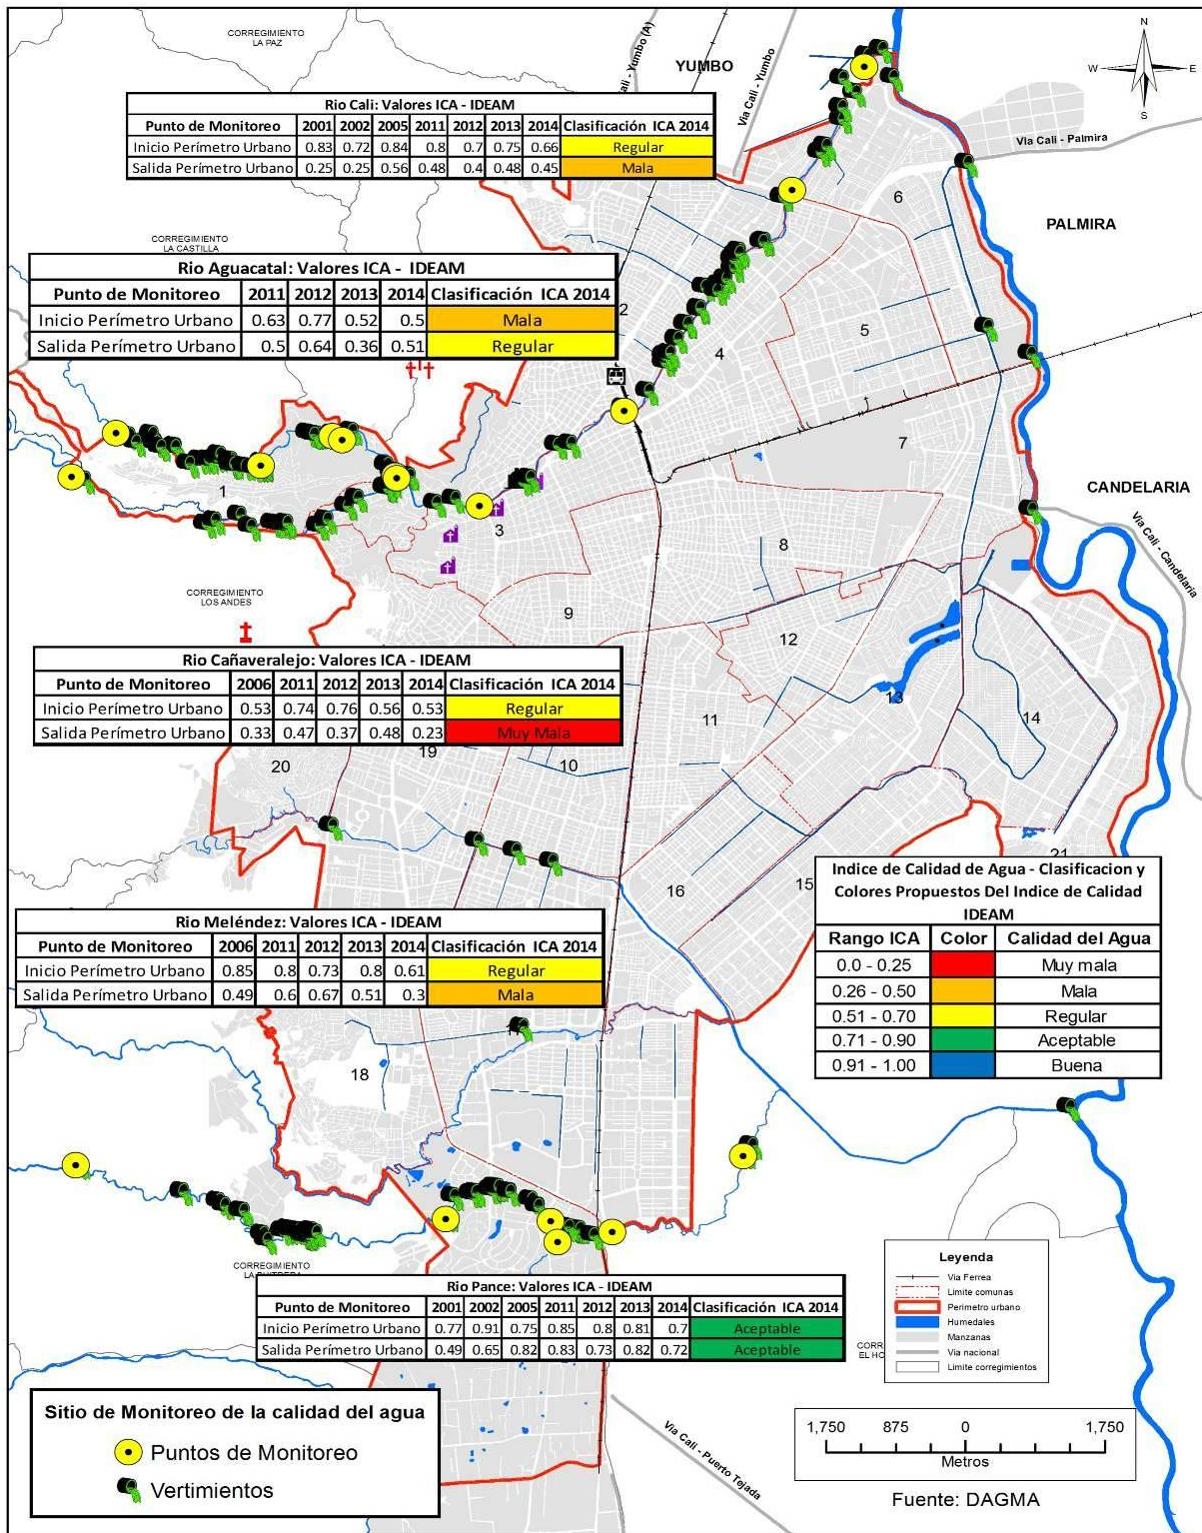 CORREGIMIENTO
LA PAZ
Cali - Yumbo (A)
YUMBO
Via Cali - Yumbo
N
W
E
S
Rio Cali: Valores ICA - IDEAM
Punto de Monitoreo 2001 2002 2005 2011 2012 2013 2014 Clasificación ICA 2014
Inicio Perímetro Urbano 0.83 0.72 0.84 0.8 0.7 0.75 0.66 Regular
Salida Perímetro Urbano 0.25 0.25 0.56 0.48 0.4 0.48 0.45 Mala
Via Cali - Palmira
6
PALMIRA
CORREGIMIENTO
LA CASTILLA
Rio Aguacatal: Valores ICA - IDEAM
Punto de Monitoreo 2011 2012 2013 2014 Clasificación ICA 2014
Inicio Perímetro Urbano 0.63 0.77 0.52 0.5 Mala
Salida Perímetro Urbano 0.5 0.64 0.36 0.51 Regular
2
5
4
7
1
3
CANDELARIA
Via Cali - Candelaria
8
CORREGIMIENTO
LOS ANDES
9
12
Rio Cañaveralejo: Valores ICA - IDEAM
Punto de Monitoreo 2006 2011 2012 2013 2014 Clasificación ICA 2014
Inicio Perímetro Urbano 0.53 0.74 0.76 0.56 0.53 Regular
Salida Perímetro Urbano 0.33 0.47 0.37 0.48 0.23 Muy Mala
13
11
14
19
20
10
21
16
15
Indice de Calidad de Agua - Clasificacion y
Colores Propuestos Del Indice de Calidad
IDEAM
Rango ICA Color Calidad del Agua
0.0 - 0.25 Muy mala
0.26 - 0.50 Mala
0.51 - 0.70 Regular
0.71 - 0.90 Aceptable
0.91 - 1.00 Buena
Rio Meléndez: Valores ICA - IDEAM
Punto de Monitoreo 2006 2011 2012 2013 2014 Clasificación ICA 2014
Inicio Perímetro Urbano 0.85 0.8 0.73 0.8 0.61 Regular
Salida Perímetro Urbano 0.49 0.6 0.67 0.51 0.3 Mala
18
CORREGIMIENTO
Rio Pance: Valores ICA - IDEAM
Punto de Monitoreo 2001 2002 2005 2011 2012 2013 2014 Clasificación ICA 2014
Inicio Perímetro Urbano 0.77 0.91 0.75 0.85 0.8 0.81 0.7 Aceptable
Salida Perímetro Urbano 0.49 0.65 0.82 0.83 0.73 0.82 0.72 Aceptable
Leyenda
Via Ferrea
Limite comunas
Perimetro urbano
Humedales
Manzanas
Via nacional
Limite corregimientos
CORR
EL HO
Sitio de Monitoreo de la calidad del agua
Puntos de Monitoreo
Vertimientos
Via Cali - Puerto Tejada
1,750 875 0 1,750
Metros
Fuente: DAGMA